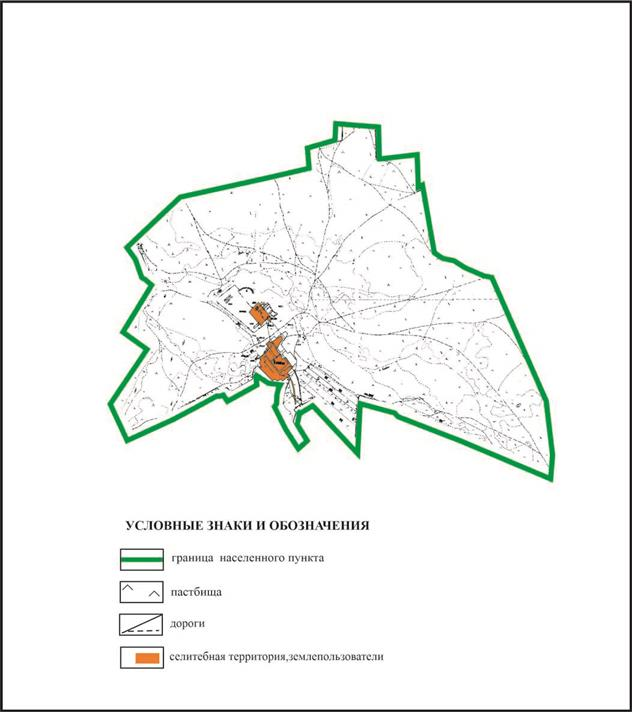 УСЛОВНЫЕ ЗНАКИ И ОБОЗНАЧЕНИЯ
граница населенного пункта
пастбища
дороги
селитебная территория,землепользователи